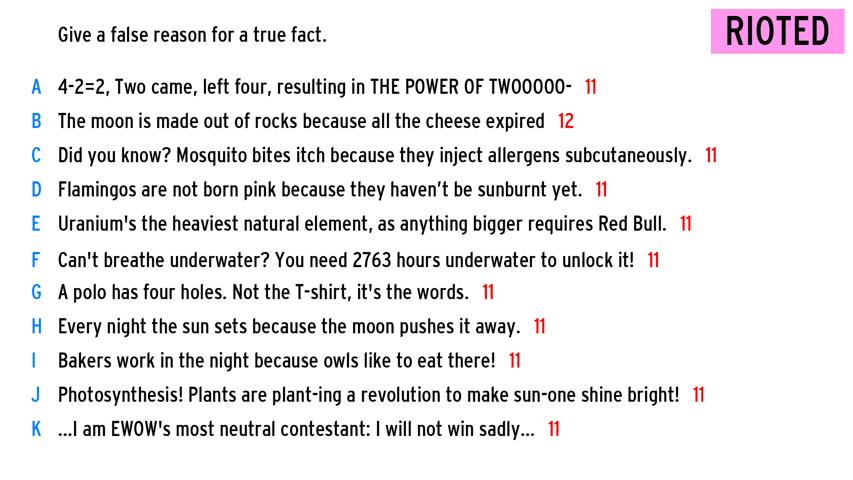 Give a false reason for a true fact.
RIOTED
A 4-2=2, Two came, left four, resulting in THE POWER OF TWOOOOO- 11
B The moon is made out of rocks because all the cheese expired 12
C Did you know? Mosquito bites itch because they inject allergens subcutaneously. 11
D Flamingos are not born pink because they haven't be sunburnt yet. 11
E Uranium's the heaviest natural element, as anything bigger requires Red Bull. 11
F Can't breathe underwater? You need 2763 hours underwater to unlock it! 11
G A polo has four holes. Not the T-shirt, it's the words. 11
H Every night the sun sets because the moon pushes it away. 11
I Bakers work in the night because owls like to eat there! 11
J Photosynthesis! Plants are plant-ing a revolution to make sun-one shine bright! 11
K ...I am EWOW's most neutral contestant: I will not win sadly... 11